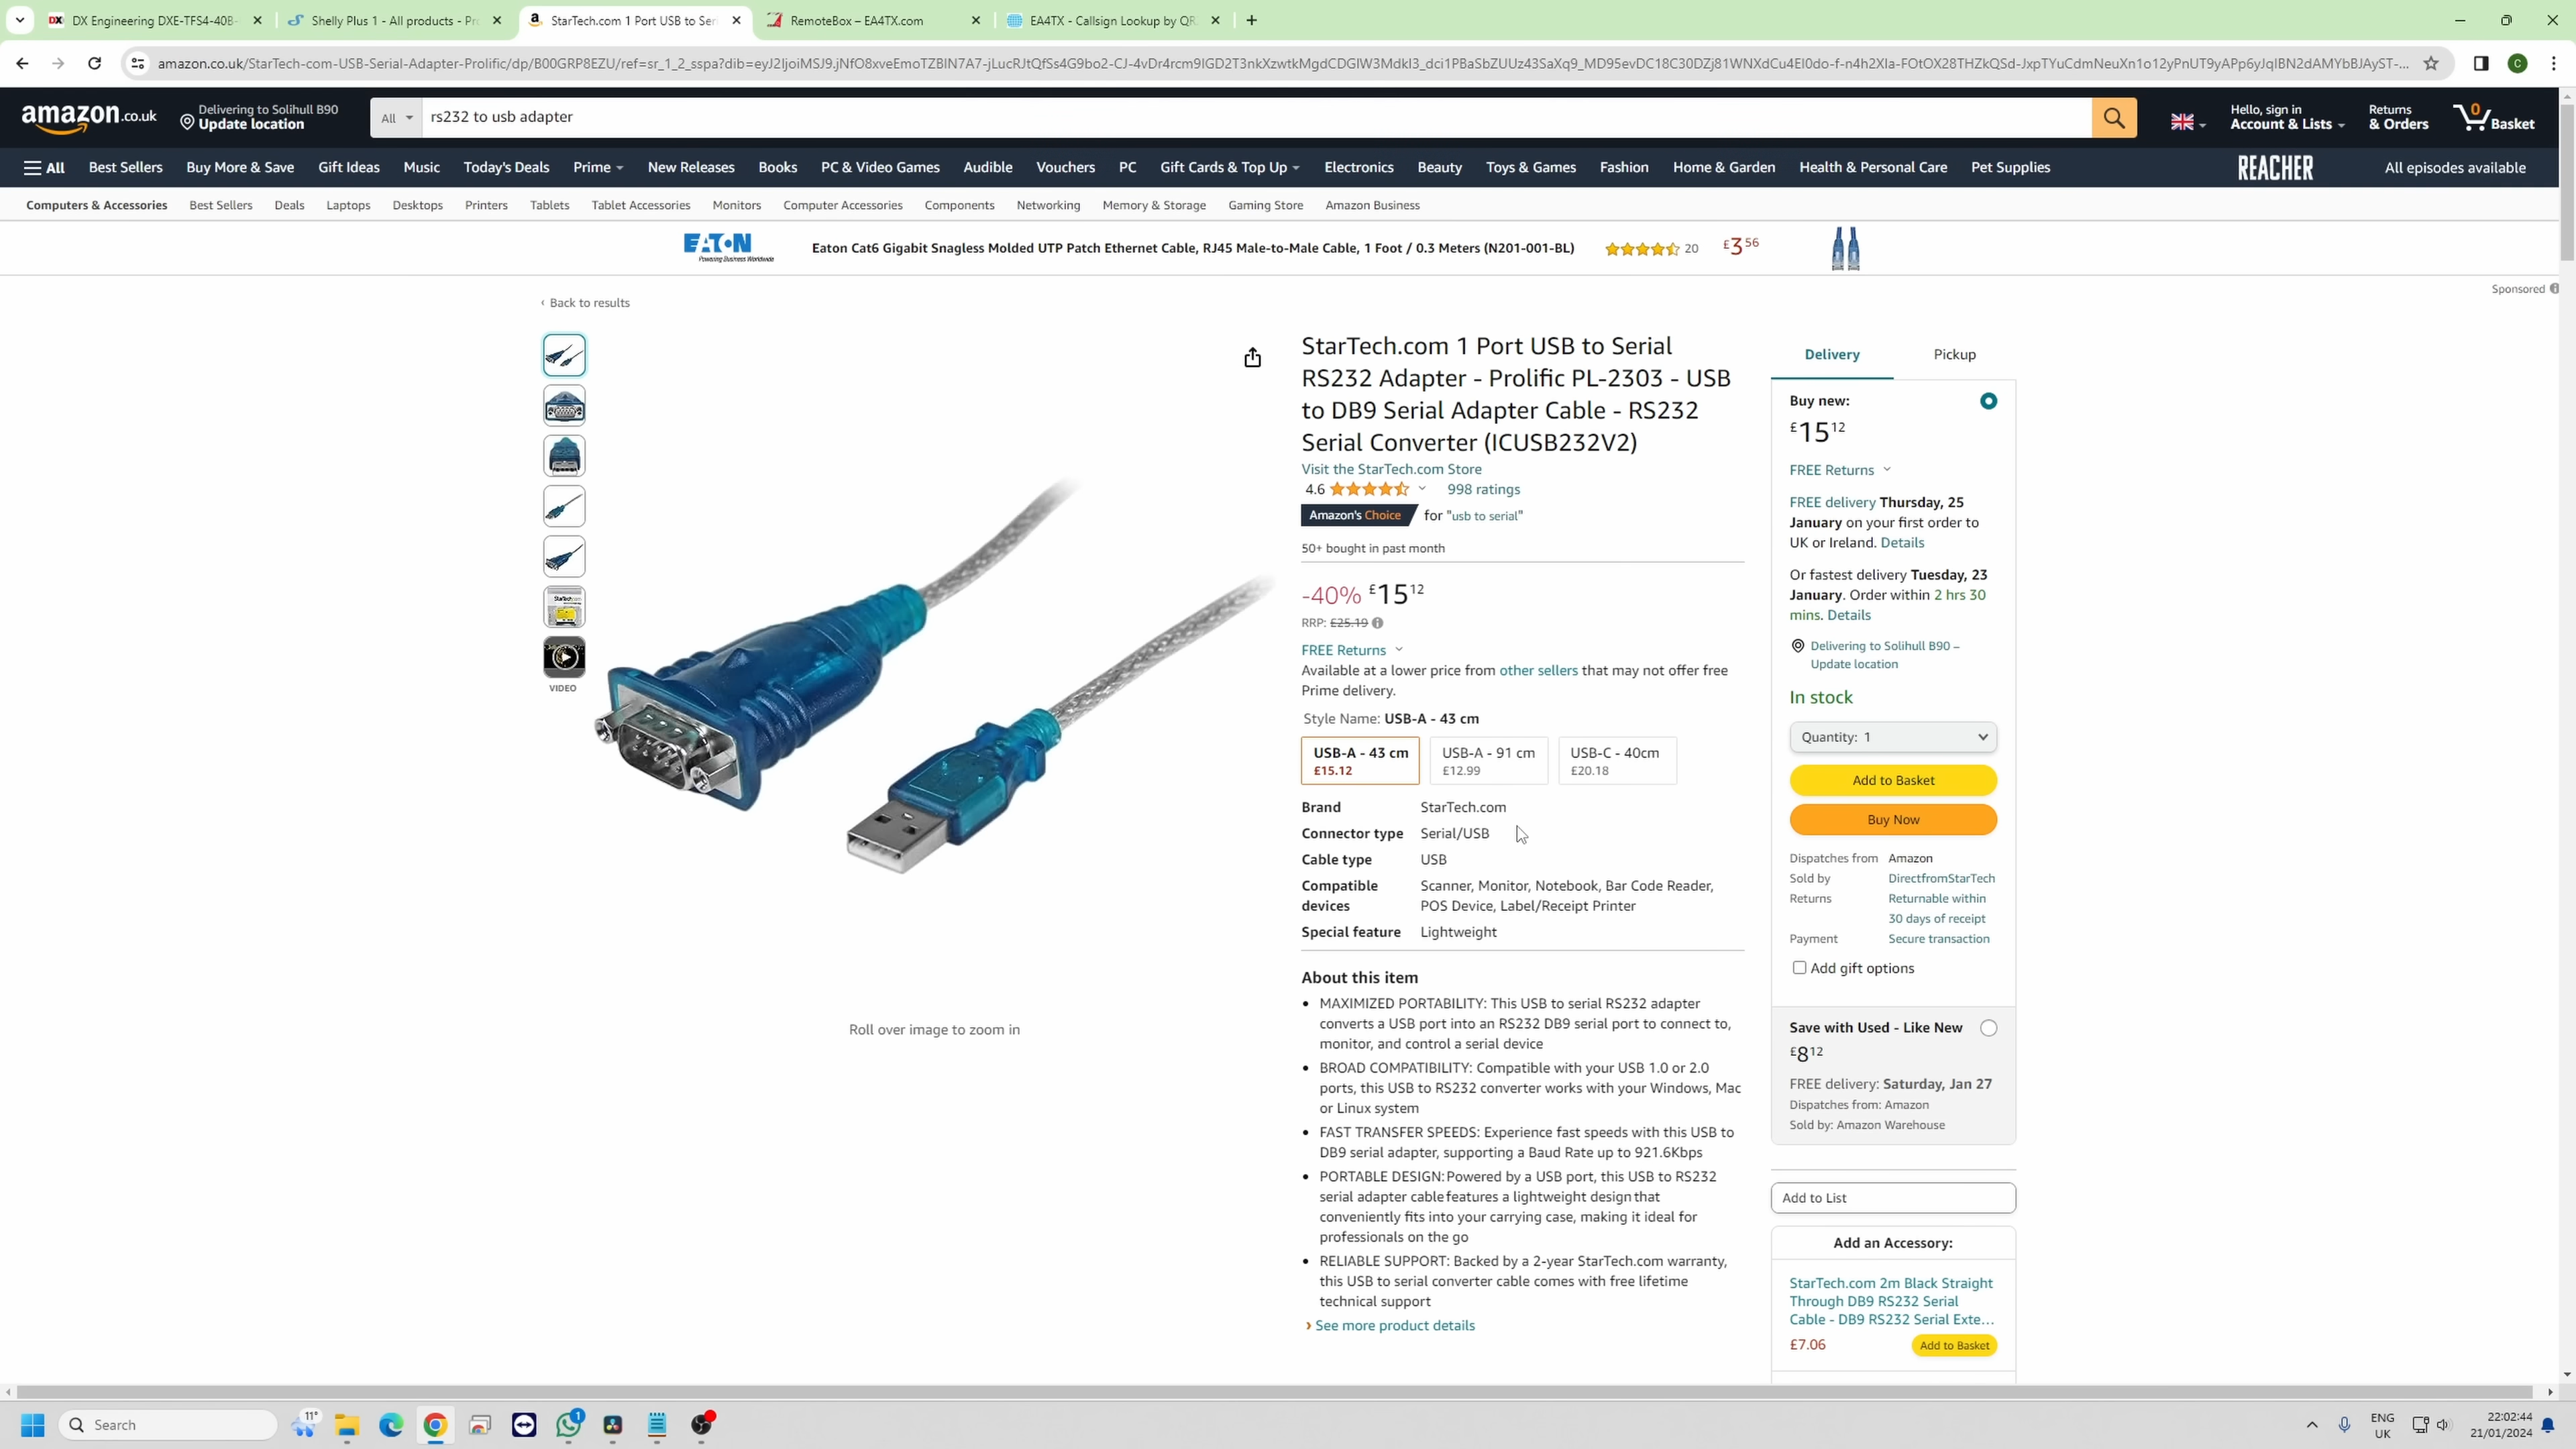 DX Engineering DXE-TFS4-40B-
Shelly Plus 1 - All products - Pr
StarTech.com 1 Port USB to Ser
RemoteBox – EA4TX.com
EA4TX - Callsign Lookup by QR
amazon.co.uk
Delivering to Solihull B90
Update location
All
rs232 to usb adapter
Hello, sign in
Account & Lists
Returns
& Orders
0
Basket
All
Best Sellers
Buy More & Save
Gift Ideas
Music
Today's Deals
Prime
New Releases
Books
PC & Video Games
Audible
Vouchers
PC
Gift Cards & Top Up
Electronics
Beauty
Toys & Games
Fashion
Home & Garden
Health & Personal Care
Pet Supplies
REACHER
All episodes available
Computers & Accessories
Best Sellers
Deals
Laptops
Desktops
Printers
Tablets
Tablet Accessories
Monitors
Computer Accessories
Components
Networking
Memory & Storage
Gaming Store
Amazon Business
EATON
Powering Business Worldwide
Eaton Cat6 Gigabit Snagless Molded UTP Patch Ethernet Cable, RJ45 Male-to-Male Cable, 1 Foot / 0.3 Meters (N201-001-BL)
20
£3 56
Sponsored
‹ Back to results
VIDEO
Roll over image to zoom in
StarTech.com 1 Port USB to Serial
RS232 Adapter - Prolific PL-2303 - USB
to DB9 Serial Adapter Cable - RS232
Serial Converter (ICUSB232V2)
Visit the StarTech.com Store
4.6
998 ratings
Amazon's Choice for "usb to serial"
50+ bought in past month
-40% £15 12
RRP: £25.19
FREE Returns
Available at a lower price from other sellers that may not offer free
Prime delivery.
Style Name: USB-A - 43 cm
USB-A - 43 cm
£15.12
USB-A - 91 cm
£12.99
USB-C - 40cm
£20.18
Brand StarTech.com
Connector type Serial/USB
Cable type USB
Compatible devices Scanner, Monitor, Notebook, Bar Code Reader,
POS Device, Label/Receipt Printer
Special feature Lightweight
About this item
• MAXIMIZED PORTABILITY: This USB to serial RS232 adapter
converts a USB port into an RS232 DB9 serial port to connect to,
monitor, and control a serial device
• BROAD COMPATIBILITY: Compatible with your USB 1.0 or 2.0
ports, this USB to RS232 converter works with your Windows, Mac
or Linux system
• FAST TRANSFER SPEEDS: Experience fast speeds with this USB to
DB9 serial adapter, supporting a Baud Rate up to 921.6Kbps
• PORTABLE DESIGN: Powered by a USB port, this USB to RS232
serial adapter cable features a lightweight design that
conveniently fits into your carrying case, making it ideal for
professionals on the go
• RELIABLE SUPPORT: Backed by a 2-year StarTech.com warranty,
this USB to serial converter cable comes with free lifetime
technical support
› See more product details
Delivery
Pickup
Buy new:
£15 12
FREE Returns
FREE delivery Thursday, 25
January on your first order to
UK or Ireland. Details
Or fastest delivery Tuesday, 23
January. Order within 2 hrs 30
mins. Details
Delivering to Solihull B90 –
Update location
In stock
Quantity: 1
Add to Basket
Buy Now
Dispatches from Amazon
Sold by DirectfromStarTech
Returns Returnable within
30 days of receipt
Payment Secure transaction
Add gift options
Save with Used - Like New
£8 12
FREE delivery: Saturday, Jan 27
Dispatches from: Amazon
Sold by: Amazon Warehouse
Add to List
Add an Accessory:
StarTech.com 2m Black Straight
Through DB9 RS232 Serial
Cable - DB9 RS232 Serial Exte...
£7.06
Add to Basket
Search
11°
1
ENG
UK
22:02:44
21/01/2024